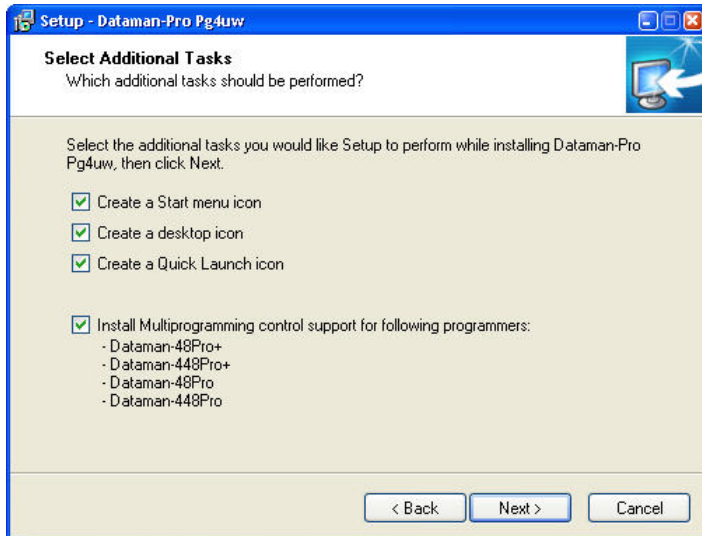 Setup - Dataman-Pro Pg4uw
Select Additional Tasks
Which additional tasks should be performed?
Select the additional tasks you would like Setup to perform while installing Dataman-Pro
Pg4uw, then click Next.
Create a Start menu icon
Create a desktop icon
Create a Quick Launch icon
Install Multiprogramming control support for following programmers:
- Dataman-48Pro+
- Dataman-448Pro+
- Dataman-48Pro
- Dataman-448Pro
< Back Next > Cancel